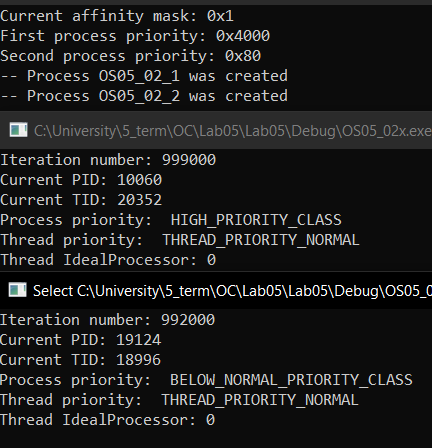 Current affinity mask: 0x1
First process priority: 0x4000
Second process priority: 0x80
-- Process OS05_02_1 was created
-- Process OS05_02_2 was created
C:\University\5_term\OC\Lab05\Lab05\Debug\OS05_02x.exe
Iteration number: 999000
Current PID: 10060
Current TID: 20352
Process priority:  HIGH_PRIORITY_CLASS
Thread priority:  THREAD_PRIORITY_NORMAL
Thread IdealProcessor: 0
Select C:\University\5_term\OC\Lab05\Lab05\Debug\OS05_0
Iteration number: 992000
Current PID: 19124
Current TID: 18996
Process priority:  BELOW_NORMAL_PRIORITY_CLASS
Thread priority:  THREAD_PRIORITY_NORMAL
Thread IdealProcessor: 0